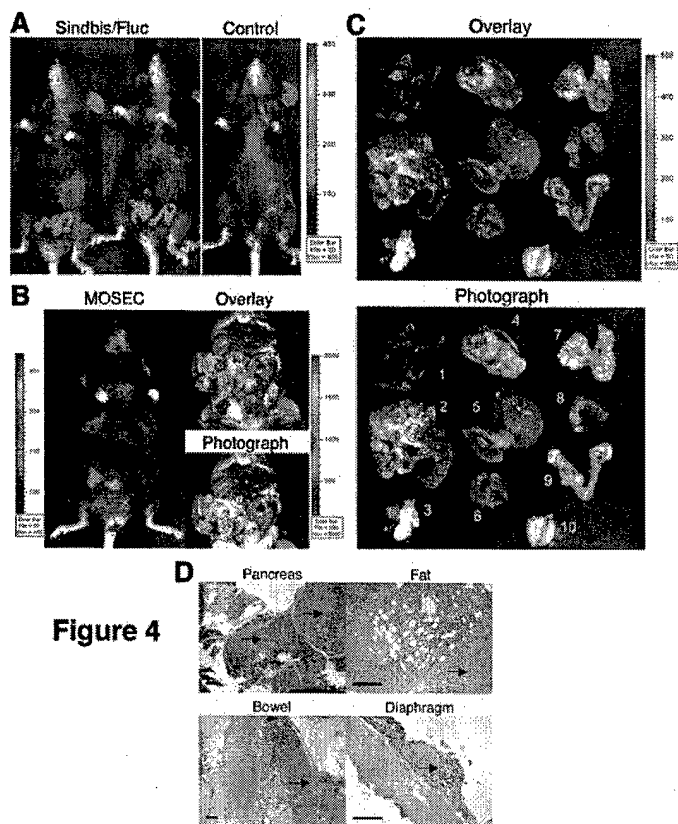 A
Sindbis/Fluc
Control
C
Overlay
B
MOSEC
Overlay
Photograph
Photograph
1
2
3
4
5
6
7
8
9
10
D
Pancreas
Fat
Bowel
Diaphragm
Figure 4